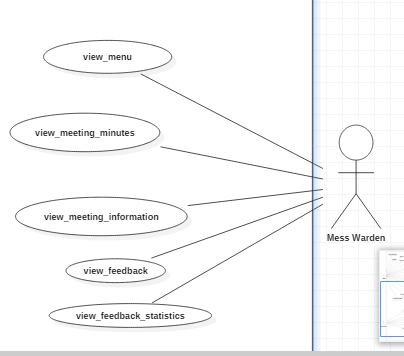 view_menu
view_meeting_minutes
view_meeting_information
view_feedback
view_feedback_statistics
Mess Warden